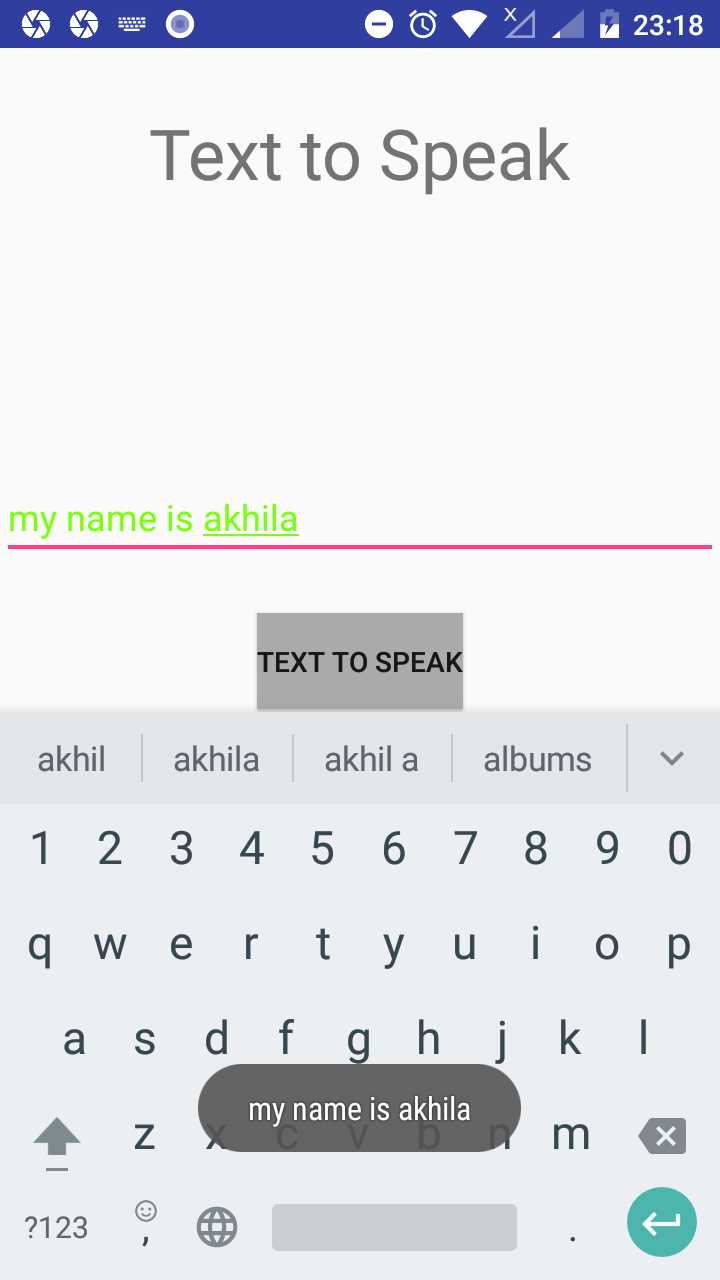 23:18
Text to Speak
my name is akhila
TEXT TO SPEAK
akhil akhila akhil a albums
1 2 3 4 5 6 7 8 9 0
q w e r t y u i o p
a s d f g h j k l
my name is akhila
z x c v b n m
?123 , .